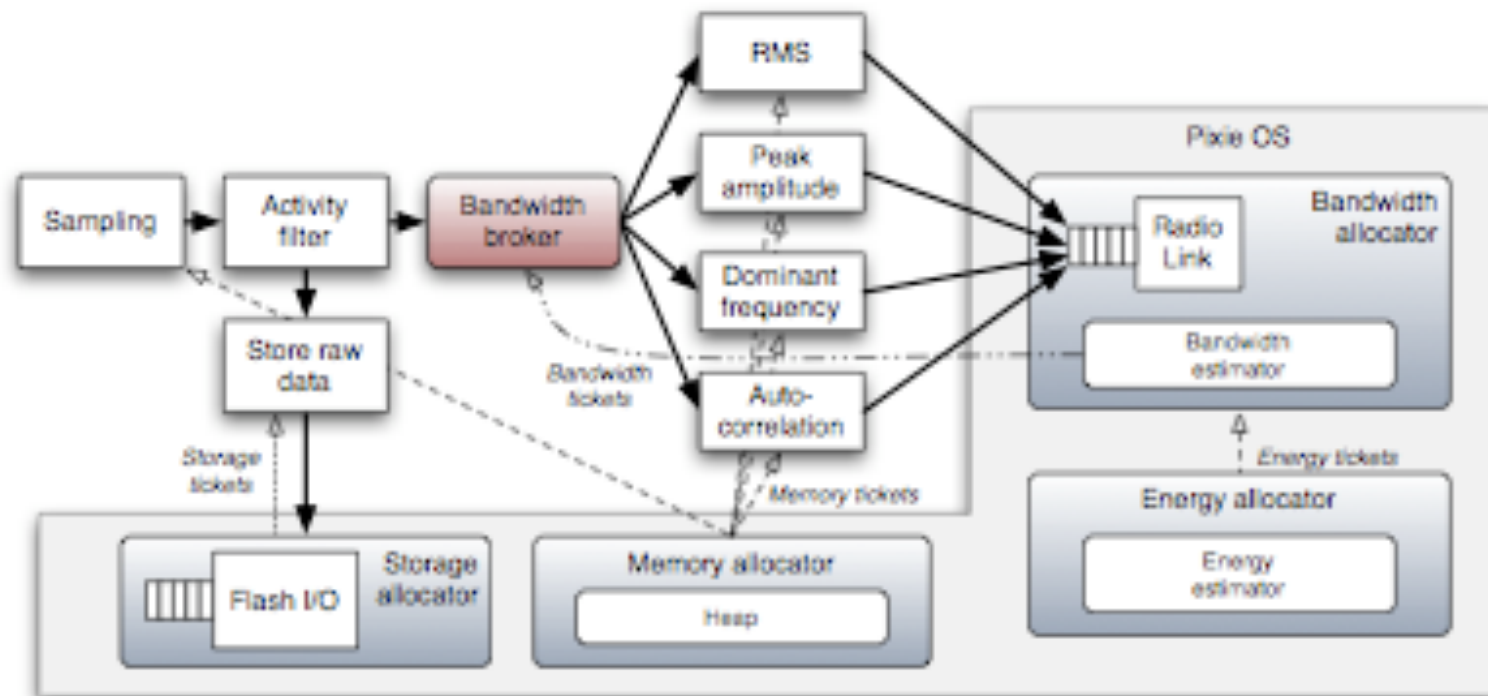 RMS
Pixie OS
Peak
amplitude
Sampling
Activity
filter
Bandwidth
broker
Bandwidth
allocator
Radio
Link
Dominant
frequency
Store raw
data
Bandwidth
tickets
Bandwidth
estimator
Auto-
correlation
Storage
tickets
Memory tickets
Energy tickets
Storage
allocator
Flash I/O
Memory allocator
Heap
Energy allocator
Energy
estimator